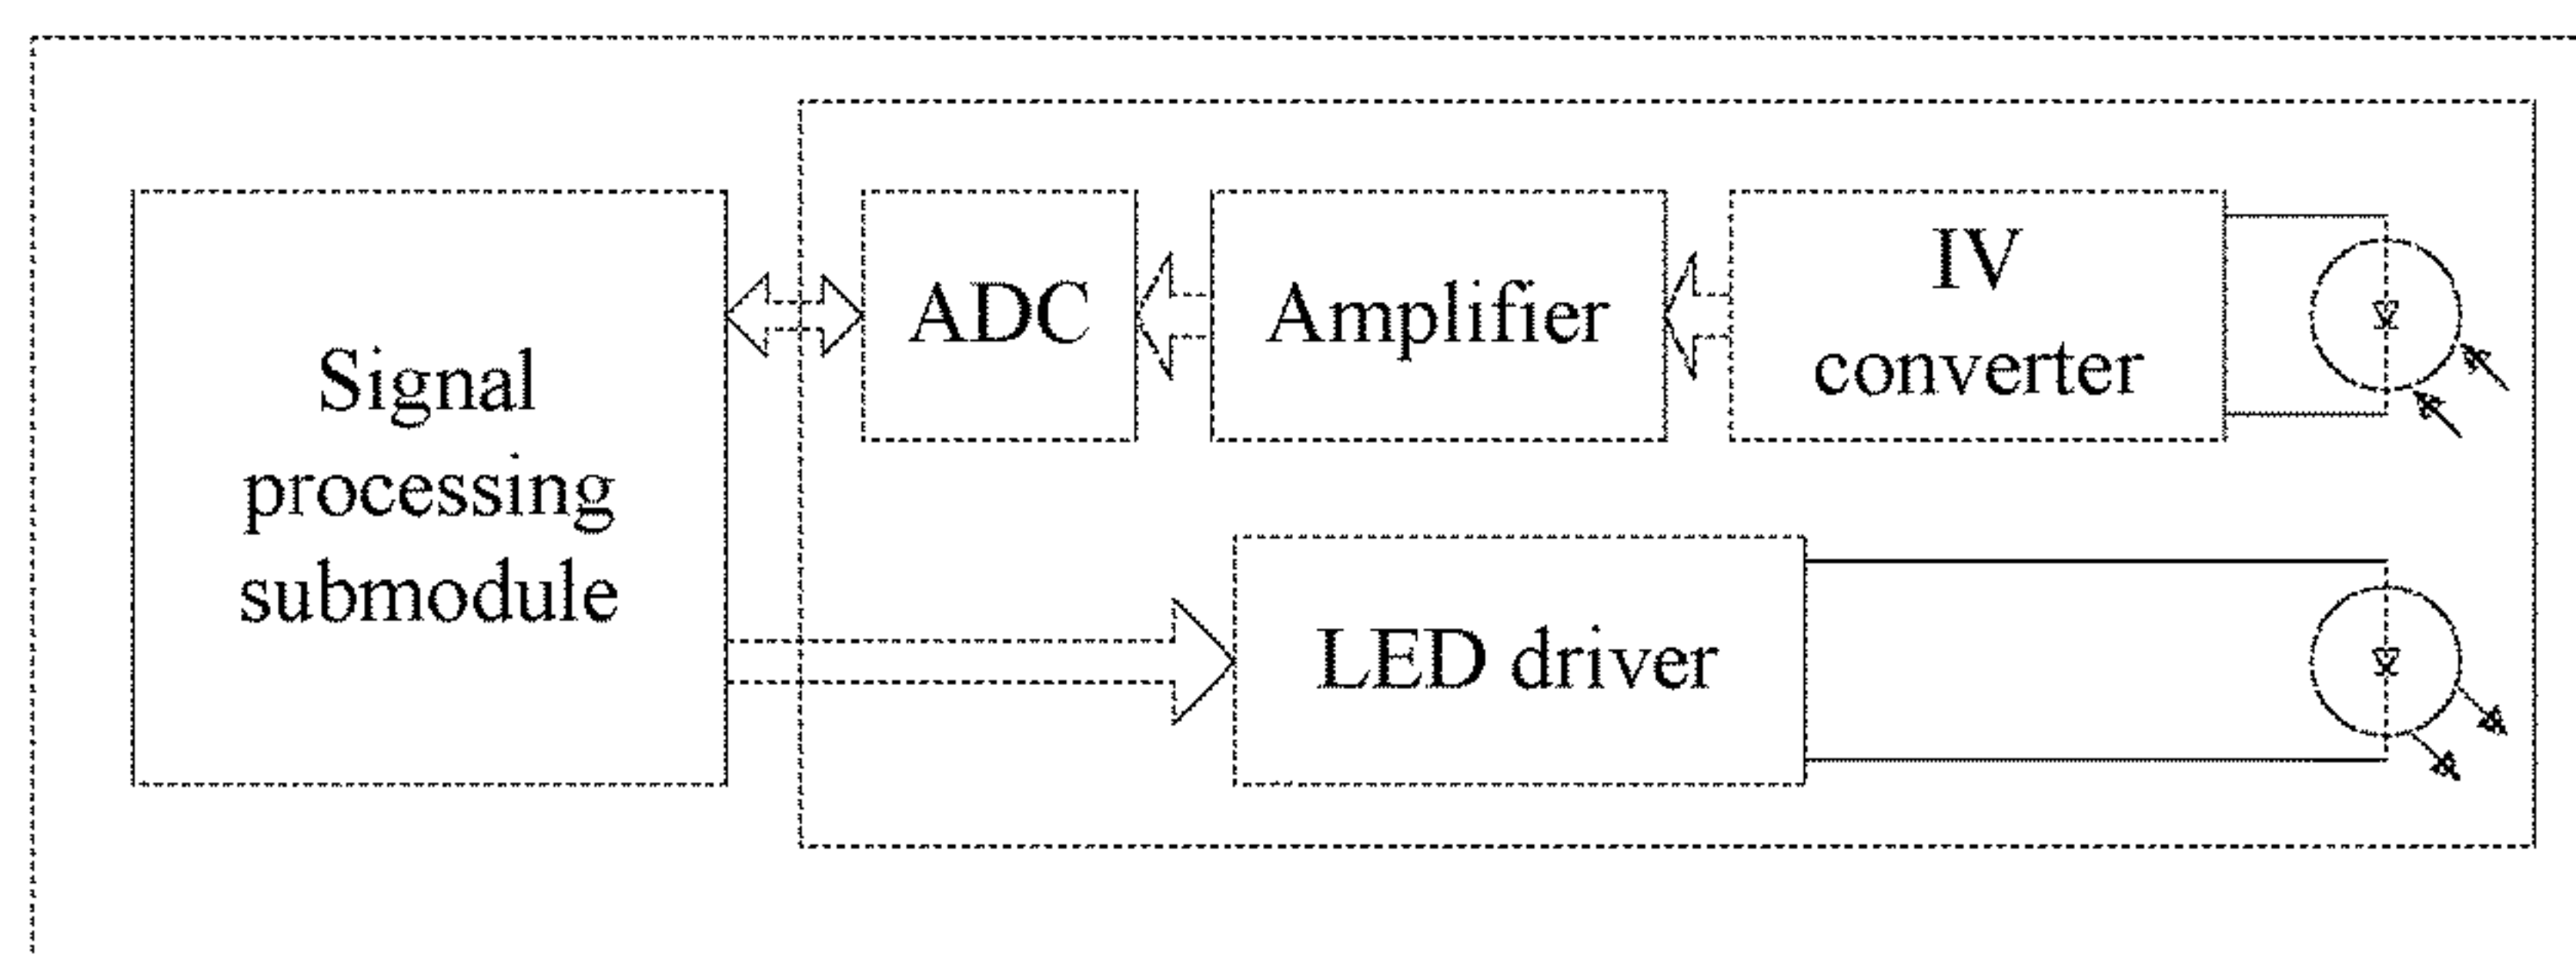 Signal
processing
submodule
ADC
Amplifier
IV
converter
LED driver